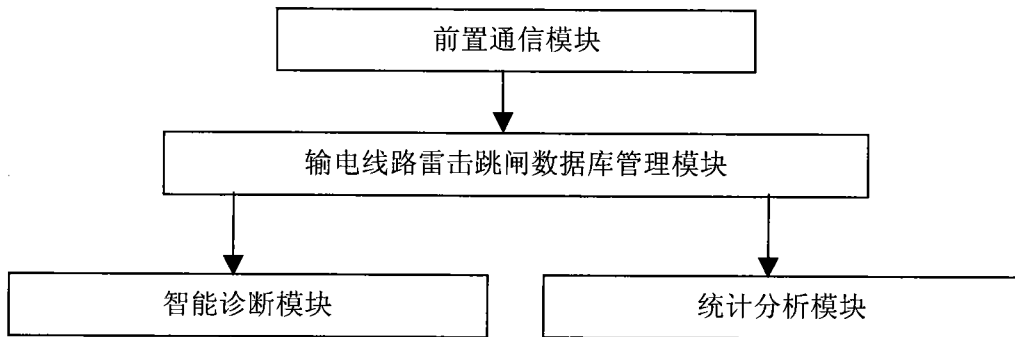 前置通信模块
输电线路雷击跳闸数据库管理模块
智能诊断模块
统计分析模块